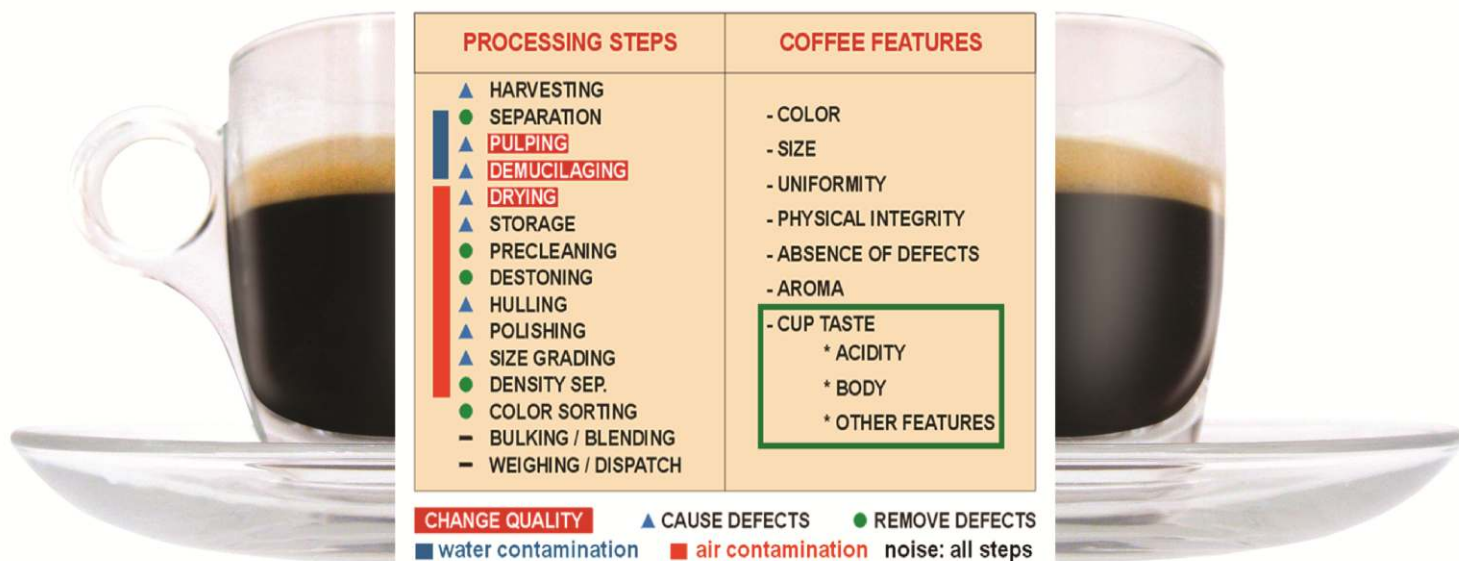 PROCESSING STEPS
HARVESTING
SEPARATION
PULPING
DEMUCILAGING
DRYING
STORAGE
PRECLEANING
DESTONING
HULLING
POLISHING
SIZE GRADING
DENSITY SEP.
COLOR SORTING
– BULKING / BLENDING
– WEIGHING / DISPATCH
COFFEE FEATURES
- COLOR
- SIZE
- UNIFORMITY
- PHYSICAL INTEGRITY
- ABSENCE OF DEFECTS
- AROMA
- CUP TASTE
* ACIDITY
* BODY
* OTHER FEATURES
CHANGE QUALITY CAUSE DEFECTS REMOVE DEFECTS
water contamination air contamination noise: all steps